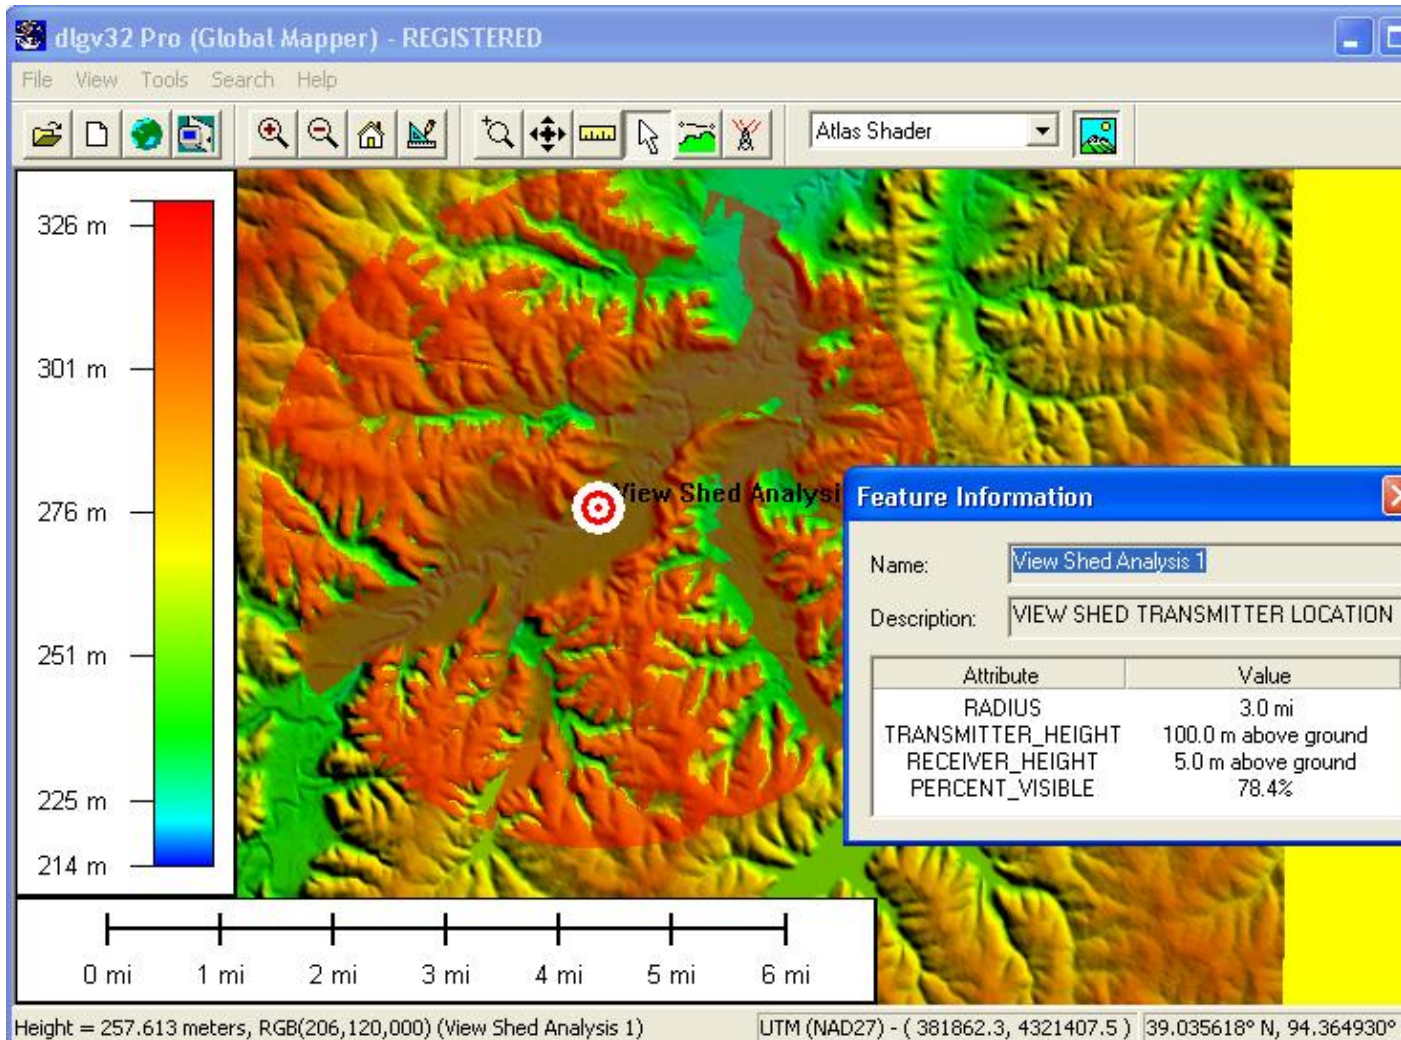 dlgv32 Pro (Global Mapper) - REGISTERED
File View Tools Search Help
Atlas Shader
326 m
301 m
276 m
251 m
225 m
214 m
View Shed Analysi
Feature Information
Name: View Shed Analysis 1
Description: VIEW SHED TRANSMITTER LOCATION
Attribute Value
RADIUS 3.0 mi
TRANSMITTER_HEIGHT 100.0 m above ground
RECEIVER_HEIGHT 5.0 m above ground
PERCENT_VISIBLE 78.4%
0 mi 1 mi 2 mi 3 mi 4 mi 5 mi 6 mi
Height = 257.613 meters, RGB(206,120,000) (View Shed Analysis 1) UTM (NAD27) - ( 381862.3, 4321407.5 ) 39.035618° N, 94.364930°